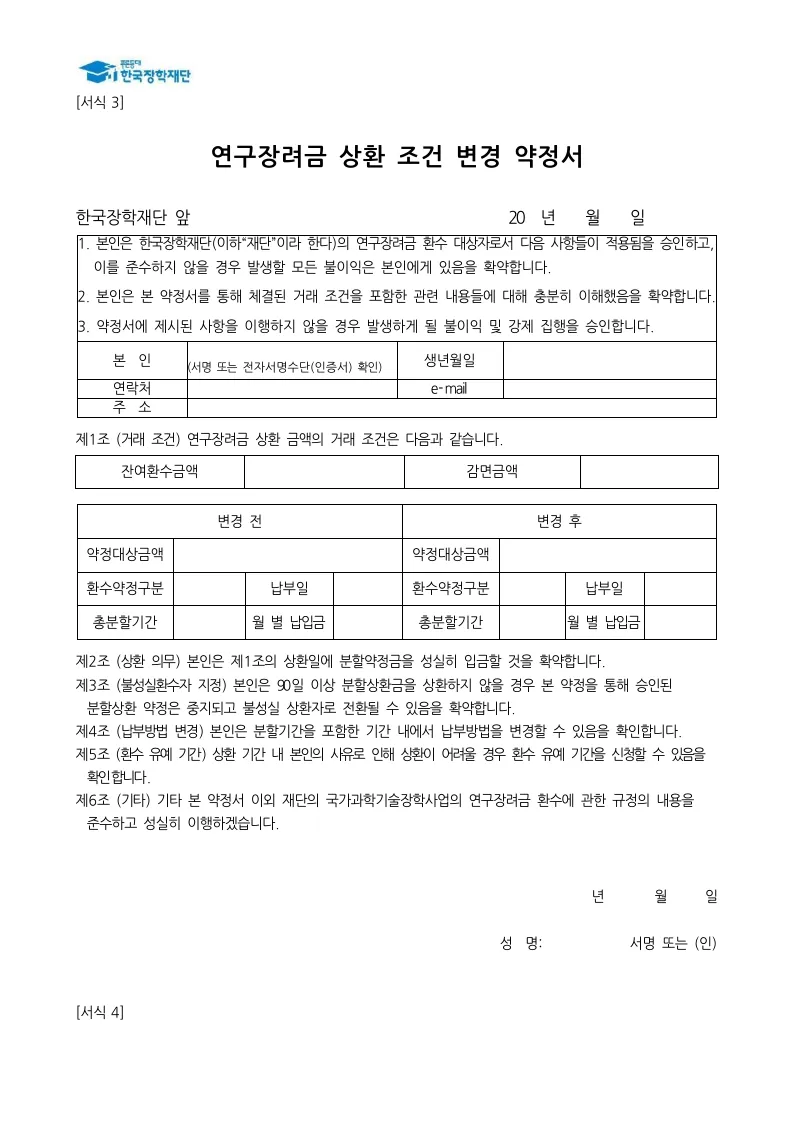 푸른등대
한국장학재단
[서식 3]
연구장려금 상환 조건 변경 약정서
한국장학재단 앞 20 년 월 일
1. 본인은 한국장학재단(이하“재단”이라 한다)의 연구장려금 환수 대상자로서 다음 사항들이 적용됨을 승인하고,
이를 준수하지 않을 경우 발생할 모든 불이익은 본인에게 있음을 확약합니다.
2. 본인은 본 약정서를 통해 체결된 거래 조건을 포함한 관련 내용들에 대해 충분히 이해했음을 확약합니다.
3. 약정서에 제시된 사항을 이행하지 않을 경우 발생하게 될 불이익 및 강제 집행을 승인합니다.
본 인 (서명 또는 전자서명수단(인증서) 확인) 생년월일
연락처 e-mail
주 소
제1조 (거래 조건) 연구장려금 상환 금액의 거래 조건은 다음과 같습니다.
잔여환수금액 감면금액
변경 전 변경 후
약정대상금액 약정대상금액
환수약정구분 납부일 환수약정구분 납부일
총분할기간 월 별 납입금 총분할기간 월 별 납입금
제2조 (상환 의무) 본인은 제1조의 상환일에 분할약정금을 성실히 입금할 것을 확약합니다.
제3조 (불성실환수자 지정) 본인은 90일 이상 분할상환금을 상환하지 않을 경우 본 약정을 통해 승인된
분할상환 약정은 중지되고 불성실 상환자로 전환될 수 있음을 확약합니다.
제4조 (납부방법 변경) 본인은 분할기간을 포함한 기간 내에서 납부방법을 변경할 수 있음을 확인합니다.
제5조 (환수 유예 기간) 상환 기간 내 본인의 사유로 인해 상환이 어려울 경우 환수 유예 기간을 신청할 수 있음을
확인합니다.
제6조 (기타) 기타 본 약정서 이외 재단의 국가과학기술장학사업의 연구장려금 환수에 관한 규정의 내용을
준수하고 성실히 이행하겠습니다.
년 월 일
성 명: 서명 또는 (인)
[서식 4]